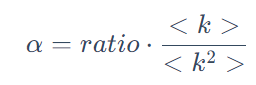 α = ratio · < k > / < k² >